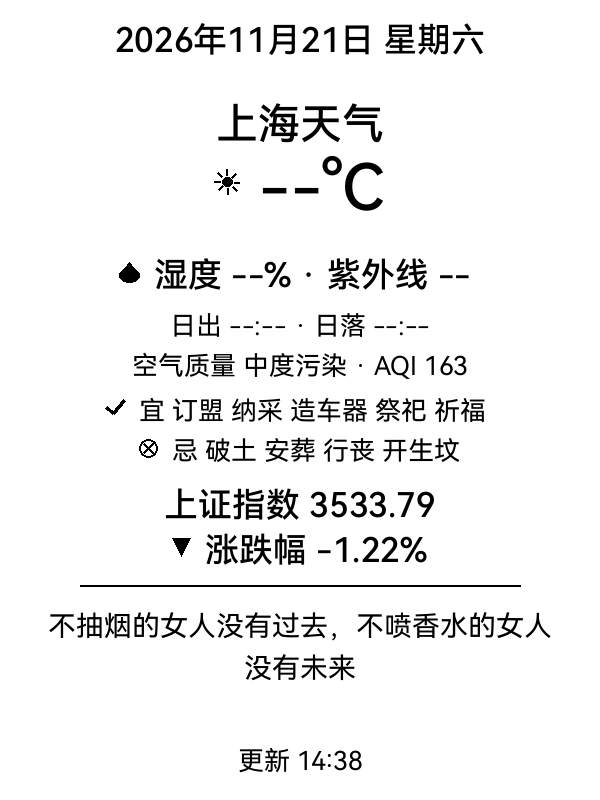 2026年11月21日 星期六
上海天气
--°C
湿度 --% · 紫外线 --
日出 --:-- · 日落 --:--
空气质量 中度污染 · AQI 163
宜 订盟 纳采 造车器 祭祀 祈福
忌 破土 安葬 行丧 开生坟
上证指数 3533.79
▼ 涨跌幅 -1.22%
不抽烟的女人没有过去，不喷香水的女人
没有未来
更新 14:38